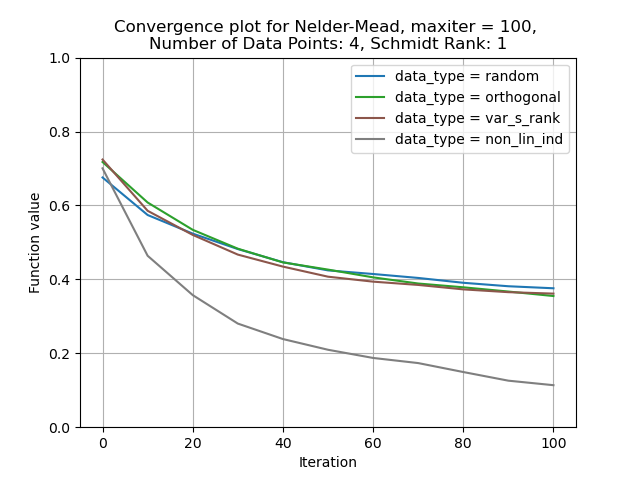 Convergence plot for Nelder-Mead, maxiter = 100,
Number of Data Points: 4, Schmidt Rank: 1
data_type = random
data_type = orthogonal
data_type = var_s_rank
data_type = non_lin_ind
Function value
1.0
0.8
0.6
0.4
0.2
0.0
0 20 40 60 80 100
Iteration